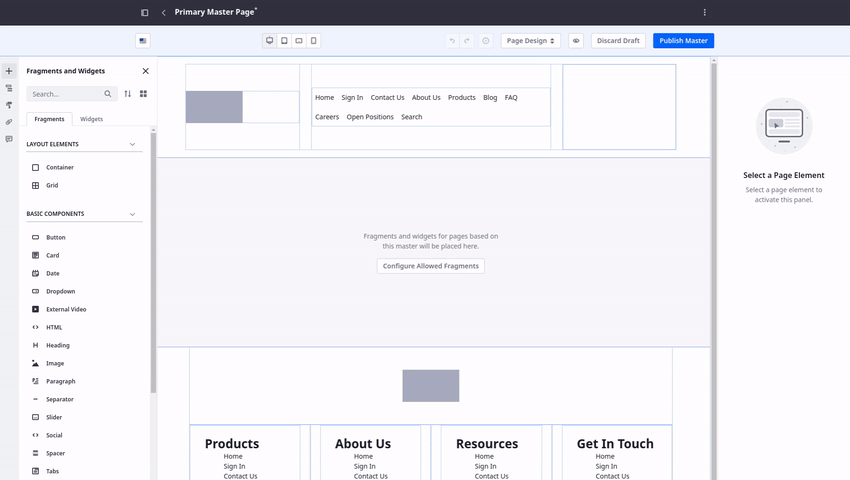 Primary Master Page*
Page Design
Discard Draft
Publish Master
Fragments and Widgets
Search...
Fragments
Widgets
LAYOUT ELEMENTS
Container
Grid
BASIC COMPONENTS
Button
Card
Date
Dropdown
External Video
HTML
Heading
Image
Paragraph
Separator
Slider
Social
Spacer
Tabs
Home Sign In Contact Us About Us Products Blog FAQ
Careers Open Positions Search
Fragments and widgets for pages based on
this master will be placed here.
Configure Allowed Fragments
Products
Home
Sign In
Contact Us
About Us
Home
Sign In
Contact Us
Resources
Home
Sign In
Contact Us
Get In Touch
Home
Sign In
Contact Us
Select a Page Element
Select a page element to
activate this panel.